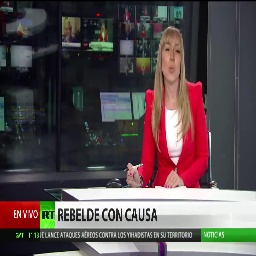 EN VIVO RT REBELDE CON CAUSA
LANCE ATAQUES AÉREOS CONTRA LOS YIHADISTAS EN SU TERRITORIO NOTICIAS